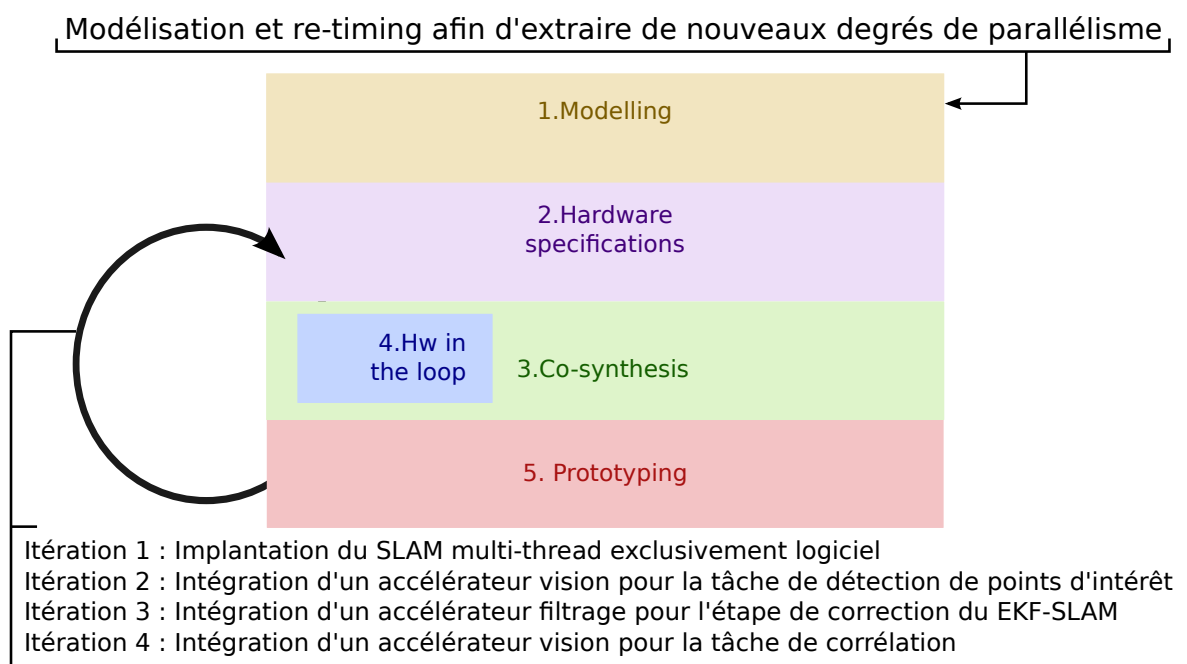 Modélisation et re-timing afin d'extraire de nouveaux degrés de parallélisme
1.Modelling
2.Hardware
specifications
4.Hw in
the loop
3.Co-synthesis
5. Prototyping
Itération 1 : Implantation du SLAM multi-thread exclusivement logiciel
Itération 2 : Intégration d'un accélérateur vision pour la tâche de détection de points d'intérêt
Itération 3 : Intégration d'un accélérateur filtrage pour l'étape de correction du EKF-SLAM
Itération 4 : Intégration d'un accélérateur vision pour la tâche de corrélation